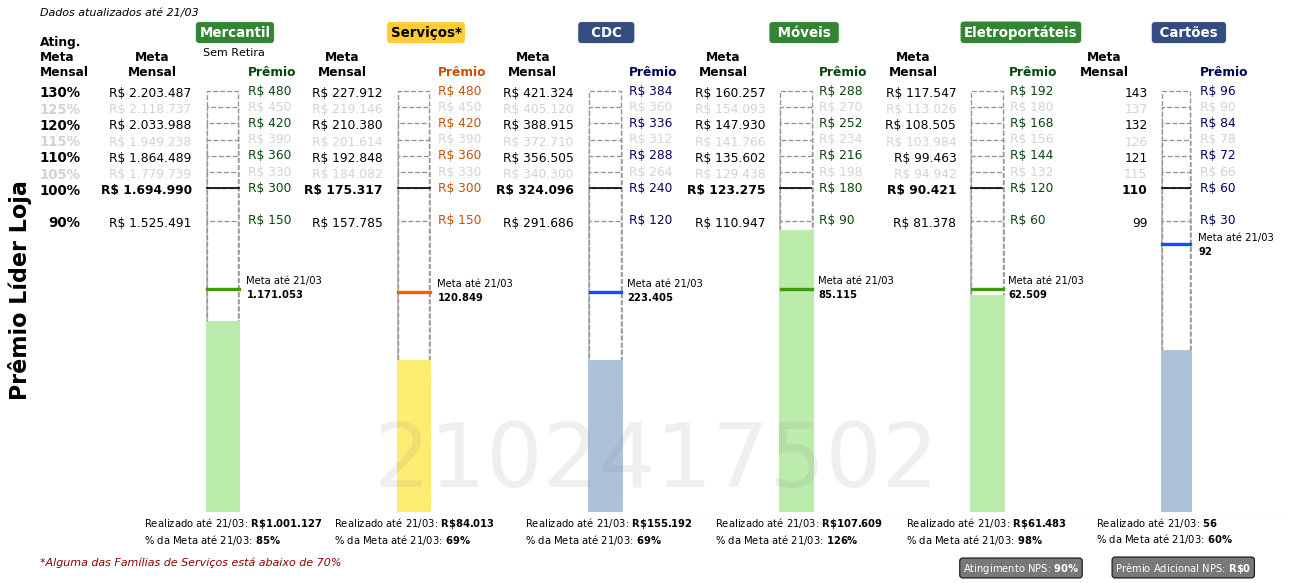 Dados atualizados até 21/03
Mercantil Serviços* CDC Móveis Eletroportáteis Cartões
Sem Retira
Ating. Meta Mensal Meta Mensal Prêmio Meta Mensal Prêmio Meta Mensal Prêmio Meta Mensal Prêmio Meta Mensal Prêmio Meta Mensal Prêmio
130% R$ 2.203.487 R$ 480 R$ 227.912 R$ 480 R$ 421.324 R$ 384 R$ 160.257 R$ 288 R$ 117.547 R$ 192 143 R$ 96
125% R$ 2.118.737 R$ 450 R$ 219.146 R$ 450 R$ 405.120 R$ 360 R$ 154.093 R$ 270 R$ 113.026 R$ 180 137 R$ 90
120% R$ 2.033.988 R$ 420 R$ 210.380 R$ 420 R$ 388.915 R$ 336 R$ 147.930 R$ 252 R$ 108.505 R$ 168 132 R$ 84
115% R$ 1.949.238 R$ 390 R$ 201.614 R$ 390 R$ 372.710 R$ 312 R$ 141.766 R$ 234 R$ 103.984 R$ 156 126 R$ 78
110% R$ 1.864.489 R$ 360 R$ 192.848 R$ 360 R$ 356.505 R$ 288 R$ 135.602 R$ 216 R$ 99.463 R$ 144 121 R$ 72
105% R$ 1.779.739 R$ 330 R$ 184.082 R$ 330 R$ 340.300 R$ 264 R$ 129.438 R$ 198 R$ 94.942 R$ 132 115 R$ 66
100% R$ 1.694.990 R$ 300 R$ 175.317 R$ 300 R$ 324.096 R$ 240 R$ 123.275 R$ 180 R$ 90.421 R$ 120 110 R$ 60
90% R$ 1.525.491 R$ 150 R$ 157.785 R$ 150 R$ 291.686 R$ 120 R$ 110.947 R$ 90 R$ 81.378 R$ 60 99 R$ 30
Meta até 21/03 Meta até 21/03 Meta até 21/03 Meta até 21/03 Meta até 21/03 Meta até 21/03
1.171.053 120.849 223.405 85.115 62.509 92
Prêmio Líder Loja
2102417502
Realizado até 21/03: R$1.001.127 Realizado até 21/03: R$84.013 Realizado até 21/03: R$155.192 Realizado até 21/03: R$107.609 Realizado até 21/03: R$61.483 Realizado até 21/03: 56
% da Meta até 21/03: 85% % da Meta até 21/03: 69% % da Meta até 21/03: 69% % da Meta até 21/03: 126% % da Meta até 21/03: 98% % da Meta até 21/03: 60%
*Alguma das Famílias de Serviços está abaixo de 70% Atingimento NPS: 90% Prêmio Adicional NPS: R$0